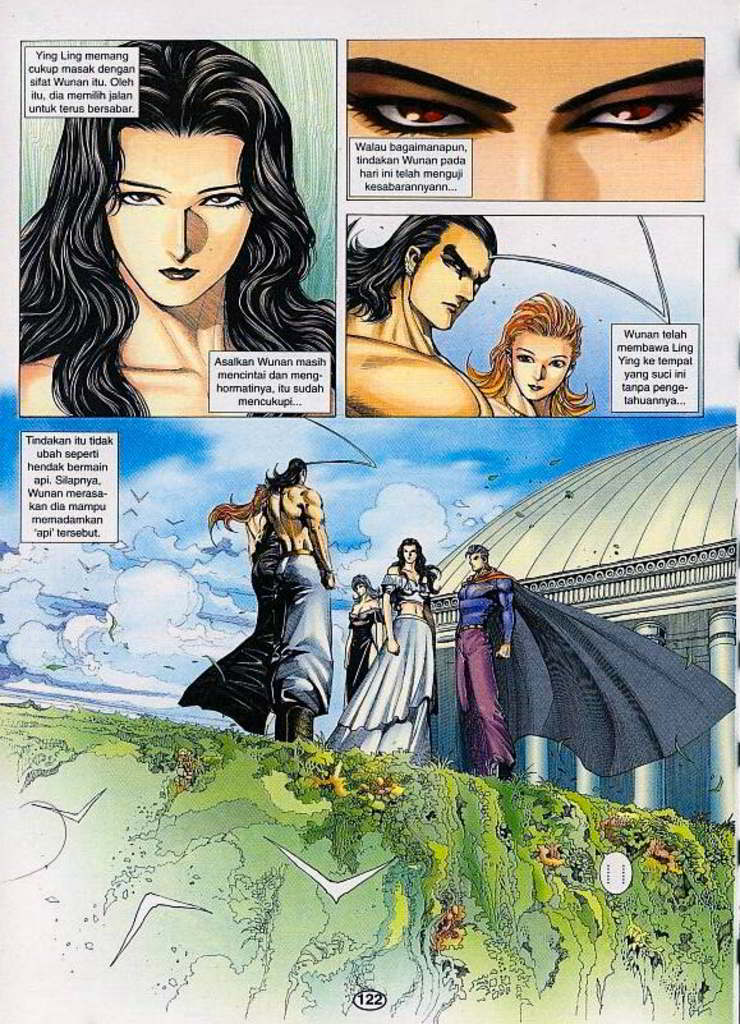 Ying Ling memang
cukup masak dengan
sifat Wunan itu. Oleh
itu, dia memilih jalan
untuk terus bersabar.
Walau bagaimanapun,
tindakan Wunan pada
hari ini telah menguji
kesabarannyann...
Asalkan Wunan masih
mencintai dan meng-
hormatinya, itu sudah
mencukupi...
Wunan telah
membawa Ling
Ying ke tempat
yang suci ini
tanpa penge-
tahuannya...
Tindakan itu tidak
ubah seperti
hendak bermain
api. Silapnya,
Wunan merasa-
kan dia mampu
memadamkan
'api' tersebut.
......
122